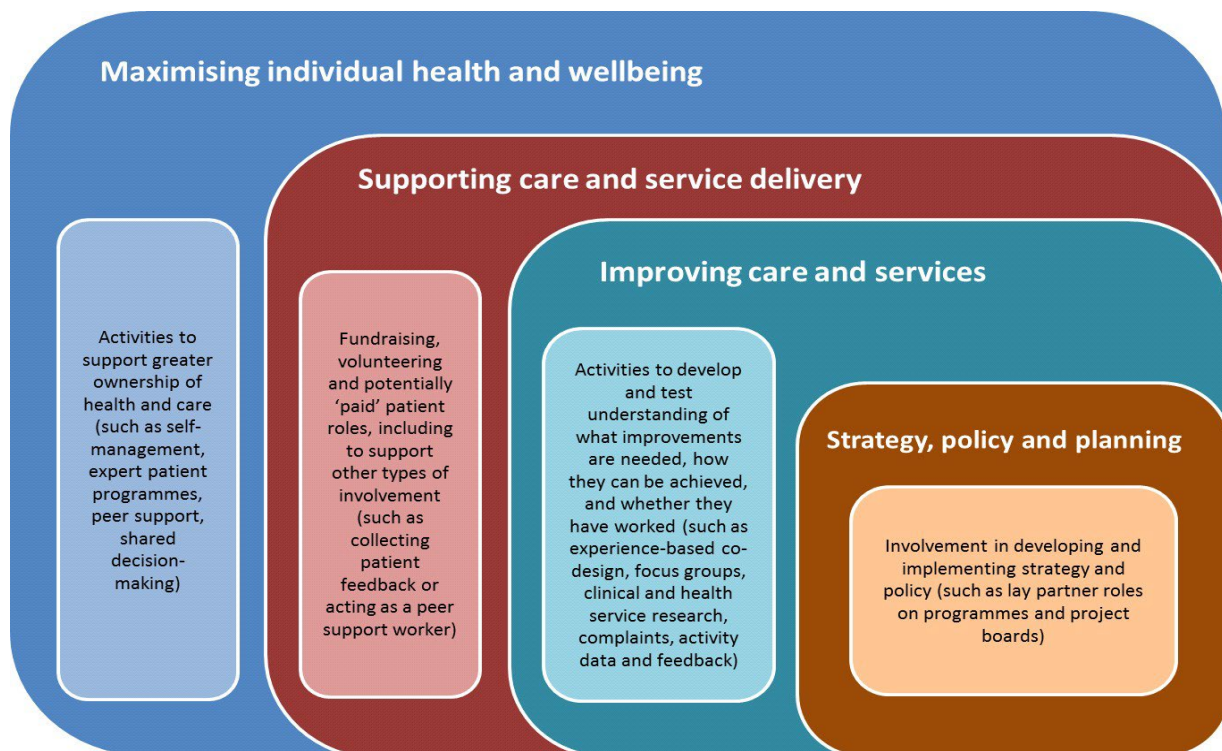 Maximising individual health and wellbeing
Supporting care and service delivery
Improving care and services
Strategy, policy and planning
Activities to
support greater
ownership of
health and care
(such as self-
management,
expert patient
programmes,
peer support,
shared
decision-
making)
Fundraising,
volunteering
and potentially
‘paid’ patient
roles, including
to support
other types of
involvement
(such as
collecting
patient
feedback or
acting as a peer
support worker)
Activities to develop
and test
understanding of
what improvements
are needed, how
they can be achieved,
and whether they
have worked (such as
experience-based co-
design, focus groups,
clinical and health
service research,
complaints, activity
data and feedback)
Involvement in developing and
implementing strategy and
policy (such as lay partner roles
on programmes and project
boards)